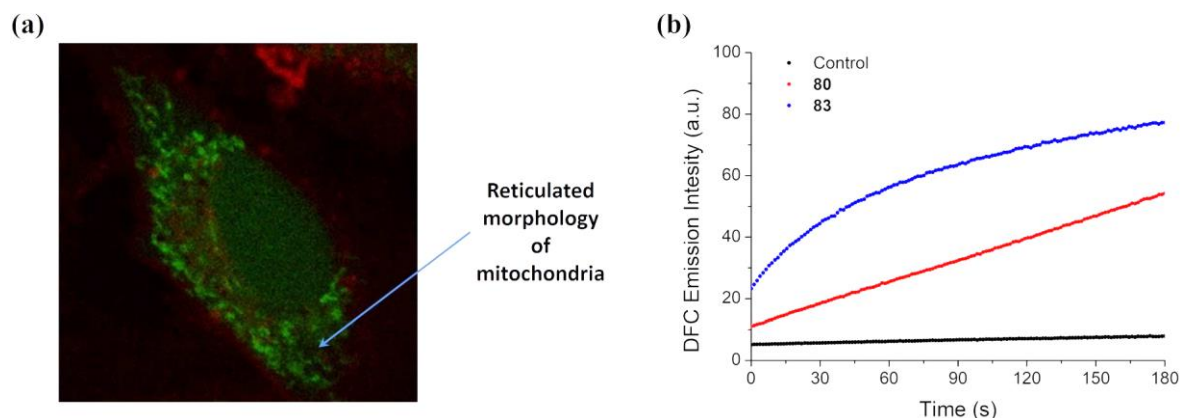 (a)
Reticulated
morphology
of
mitochondria
(b)
DFC Emission Intesity (a.u.)
100
80
60
40
20
0
Control
80
83
0 30 60 90 120 150 180
Time (s)